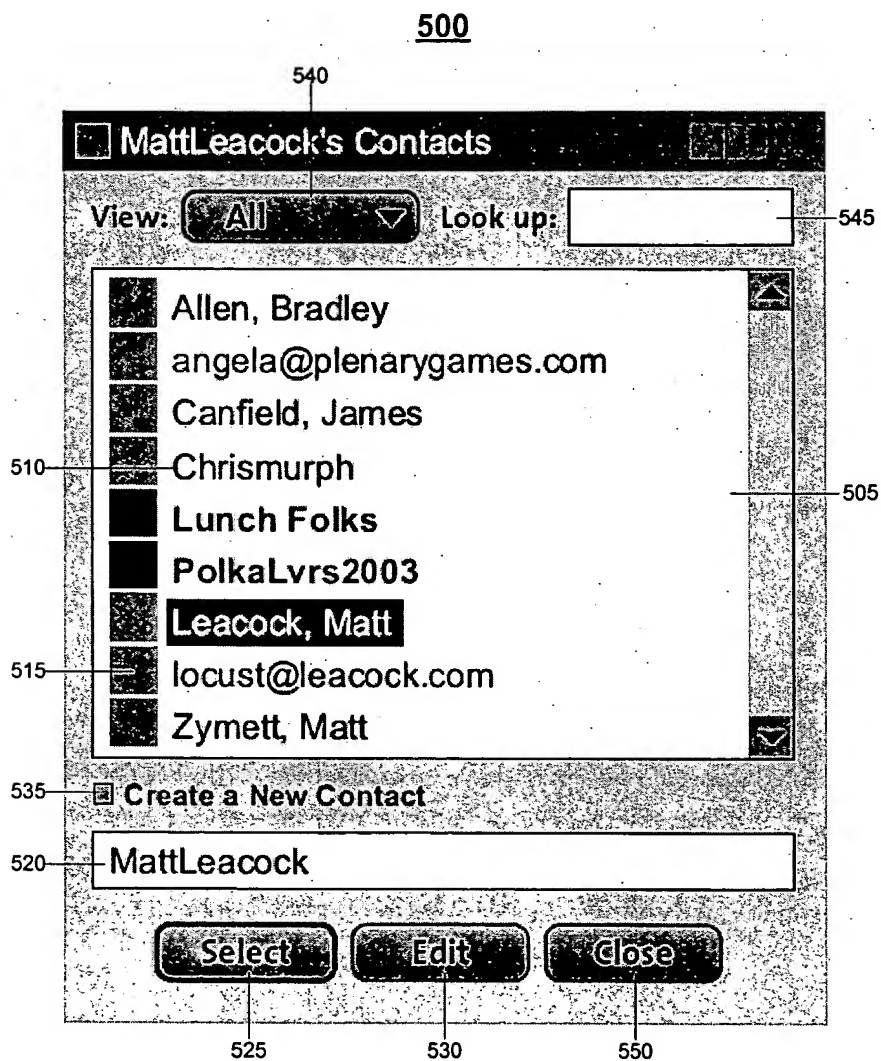 500
540
MattLeacock's Contacts
View: All Look up: 545
Allen, Bradley
angela@plenarygames.com
Canfield, James
510 Chrismurph
505
Lunch Folks
PolkaLvrs2003
Leacock, Matt
515 locust@leacock.com
Zymett, Matt
535 Create a New Contact
520 MattLeacock
Select Edit Close
525 530 550